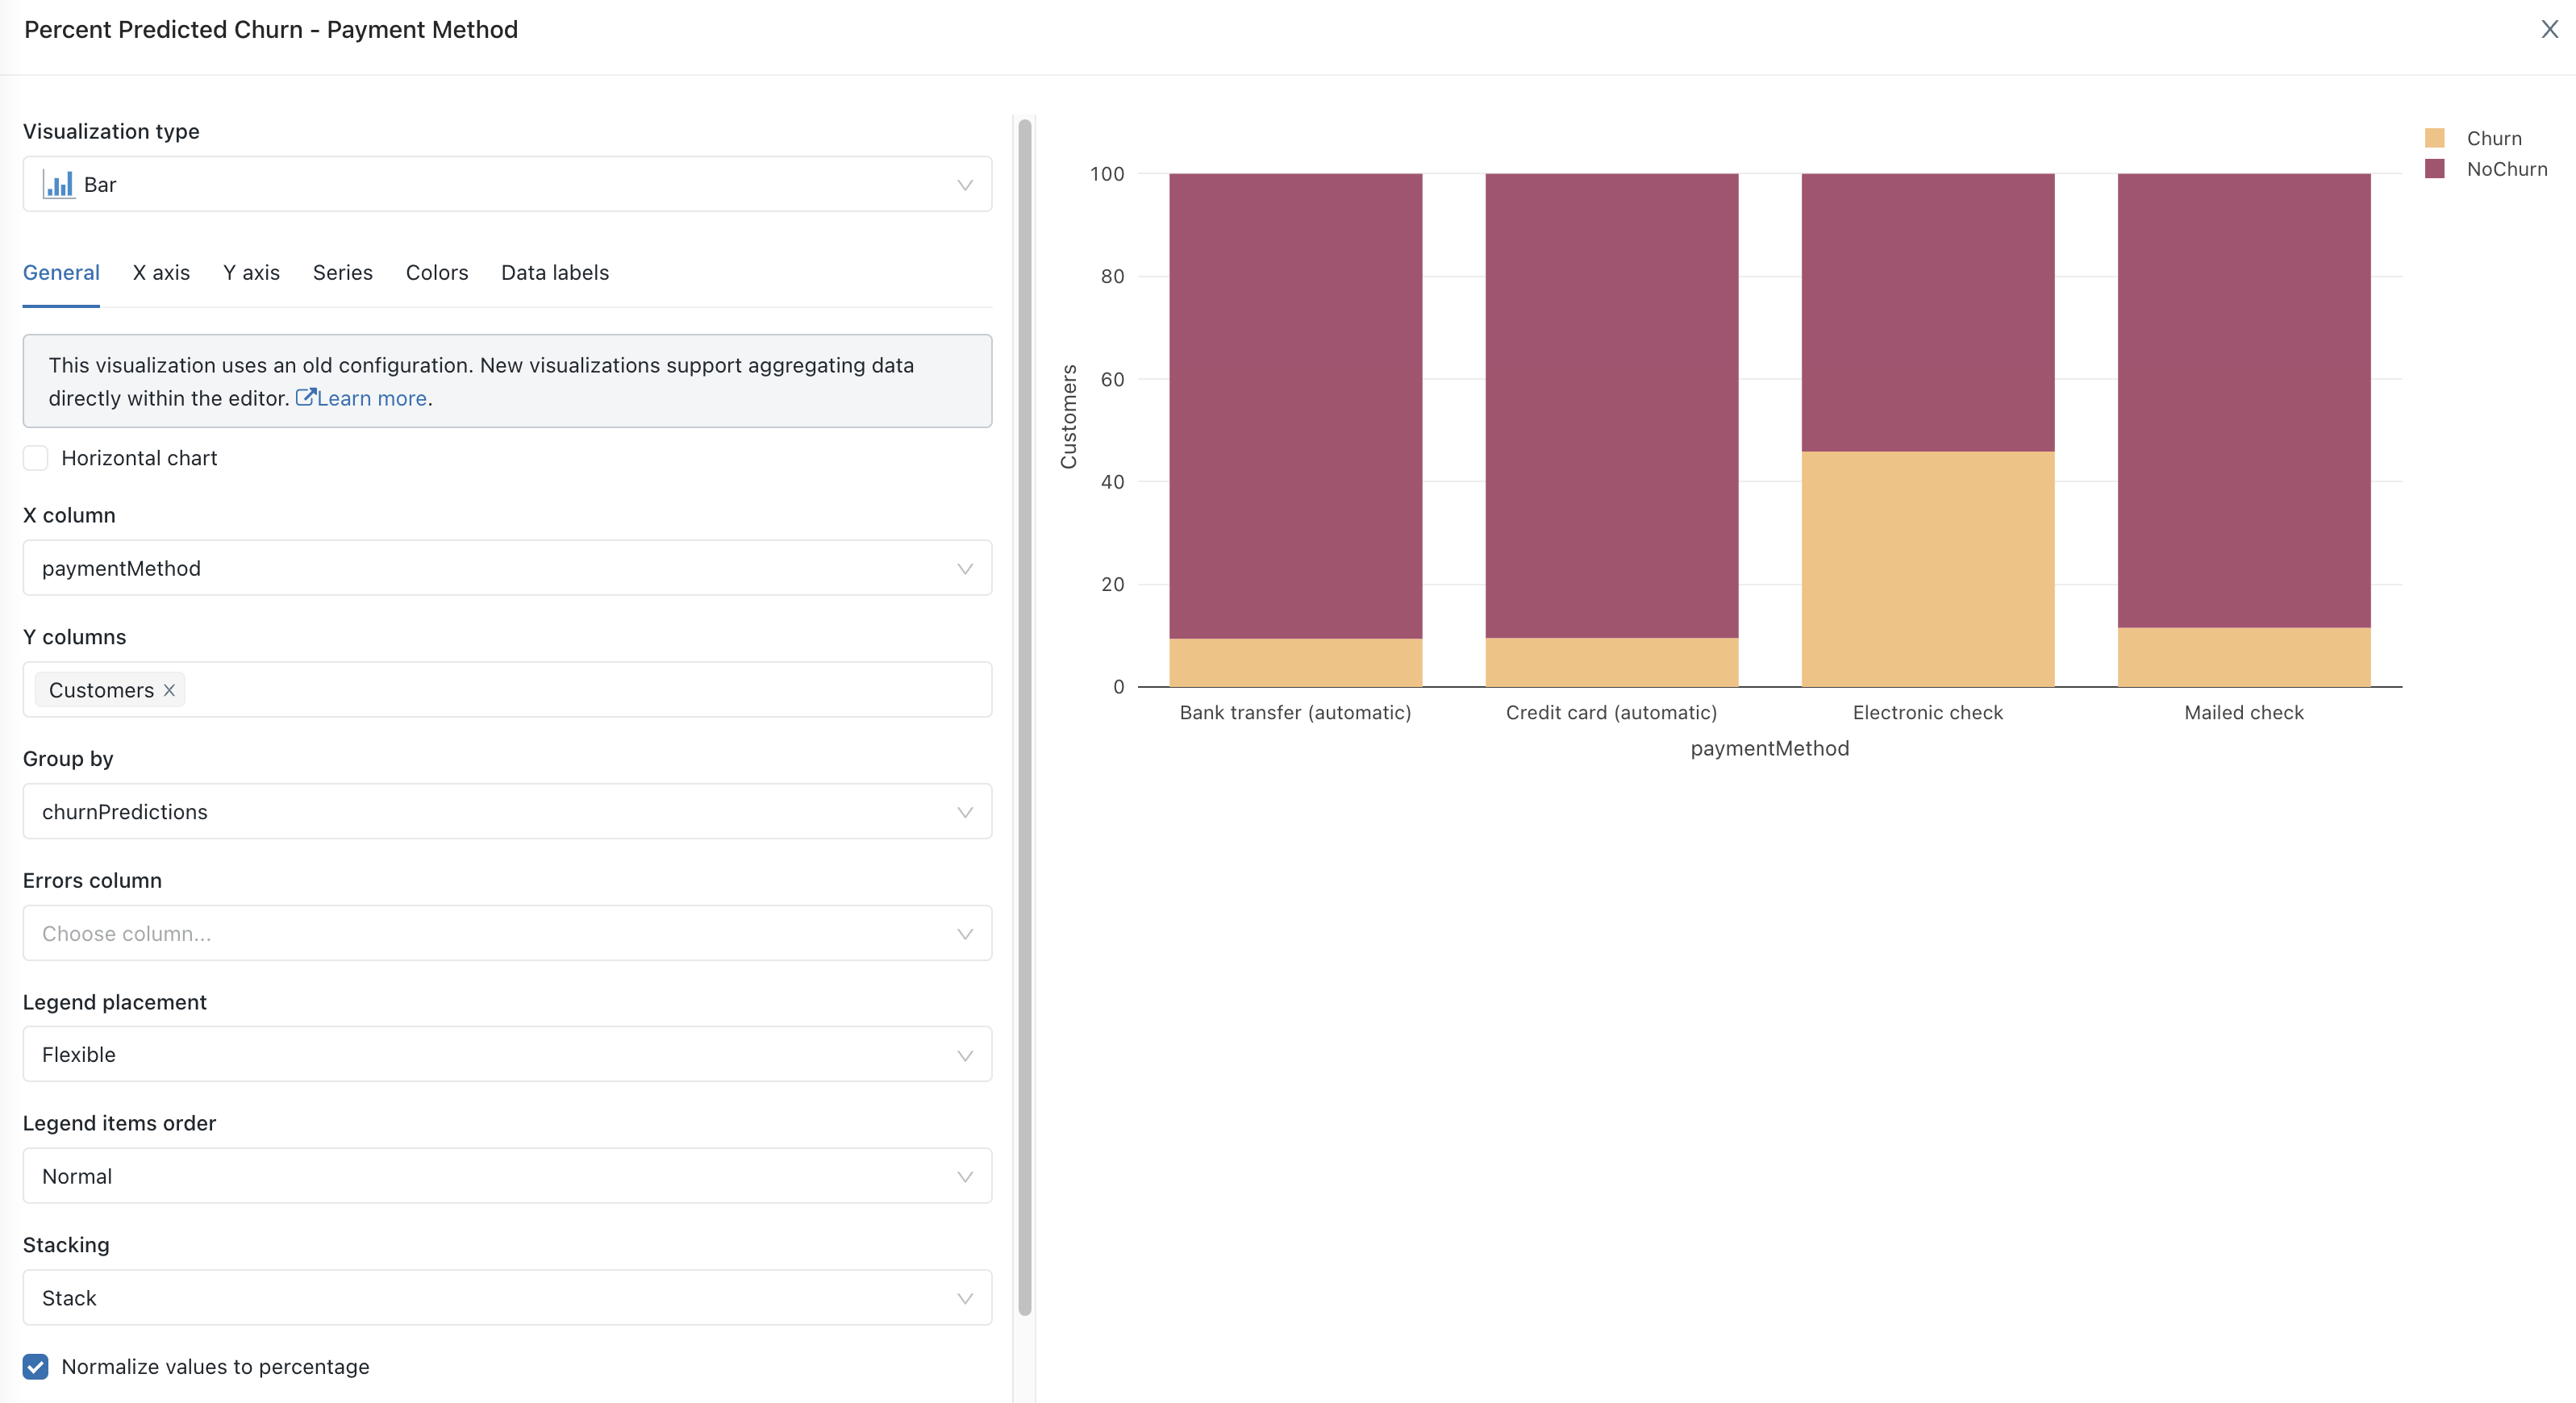 Percent Predicted Churn - Payment Method
Visualization type
Bar
General
X axis
Y axis
Series
Colors
Data labels
This visualization uses an old configuration. New visualizations support aggregating data
directly within the editor. Learn more.
Horizontal chart
X column
paymentMethod
Y columns
Customers
Group by
churnPredictions
Errors column
Choose column...
Legend placement
Flexible
Legend items order
Normal
Stacking
Stack
Normalize values to percentage
Churn
NoChurn
100
80
60
40
20
0
Customers
Bank transfer (automatic)
Credit card (automatic)
Electronic check
Mailed check
paymentMethod